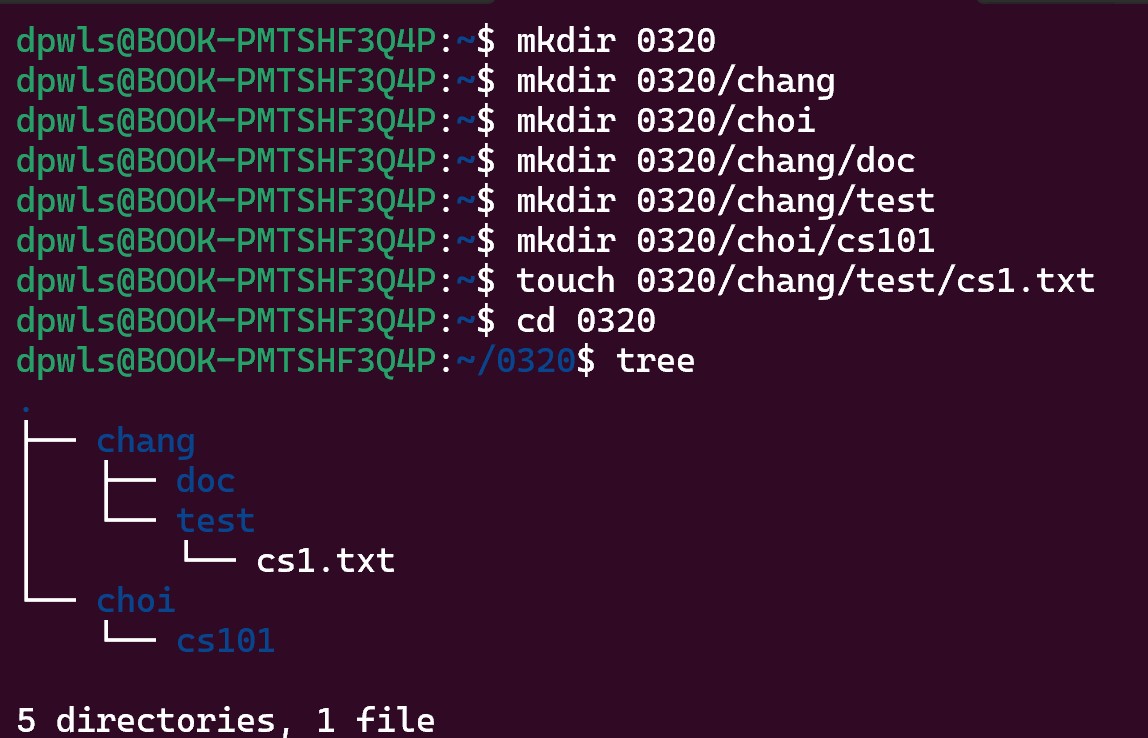 dpwls@BOOK-PMTSHF3Q4P:~$ mkdir 0320
dpwls@BOOK-PMTSHF3Q4P:~$ mkdir 0320/chang
dpwls@BOOK-PMTSHF3Q4P:~$ mkdir 0320/choi
dpwls@BOOK-PMTSHF3Q4P:~$ mkdir 0320/chang/doc
dpwls@BOOK-PMTSHF3Q4P:~$ mkdir 0320/chang/test
dpwls@BOOK-PMTSHF3Q4P:~$ mkdir 0320/choi/cs101
dpwls@BOOK-PMTSHF3Q4P:~$ touch 0320/chang/test/cs1.txt
dpwls@BOOK-PMTSHF3Q4P:~$ cd 0320
dpwls@BOOK-PMTSHF3Q4P:~/0320$ tree
.
├── chang
│   ├── doc
│   └── test
│       └── cs1.txt
└── choi
    └── cs101
5 directories, 1 file